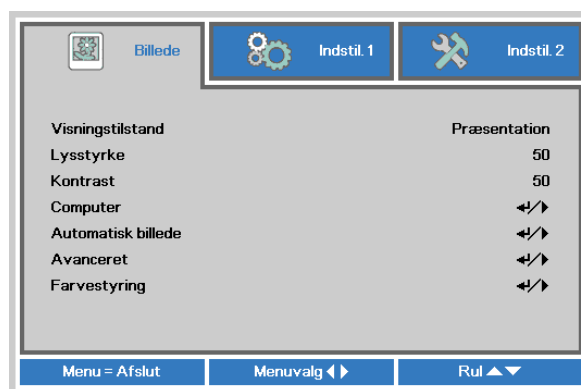 Billede Indstil. 1 Indstil. 2
Visningstilstand Præsentation
Lysstyrke 50
Kontrast 50
Computer ↵/▶
Automatisk billede ↵/▶
Avanceret ↵/▶
Farvestyring ↵/▶
Menu = Afslut Menuvalg ◀▶ Rul ▲▼